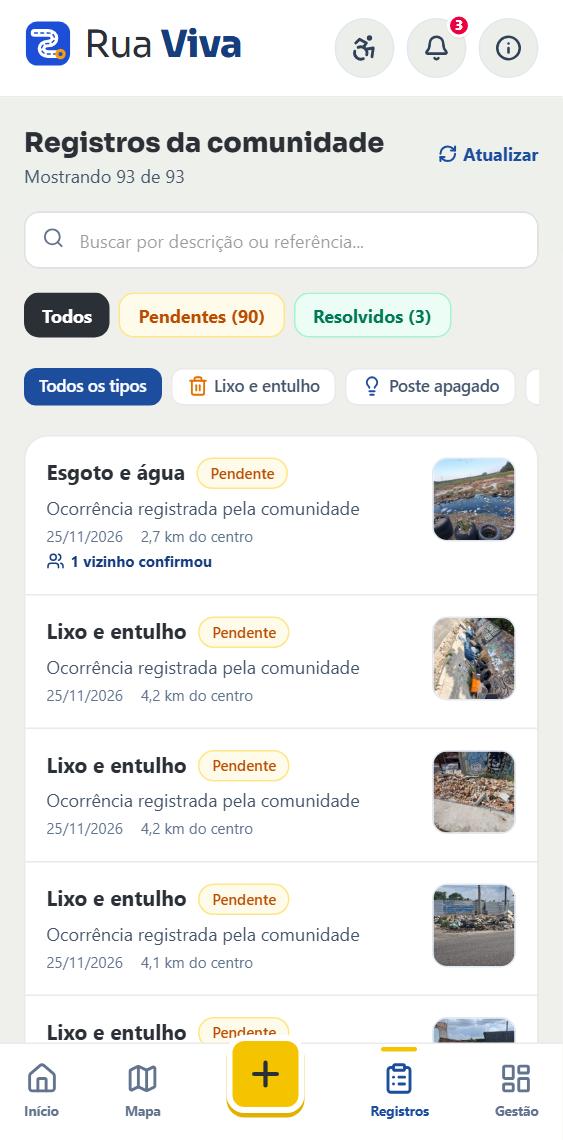 Rua Viva
3
Registros da comunidade
Mostrando 93 de 93
Atualizar
Buscar por descrição ou referência...
Todos
Pendentes (90)
Resolvidos (3)
Todos os tipos
Lixo e entulho
Poste apagado
Esgoto e água
Pendente
Ocorrência registrada pela comunidade
25/11/2026 2,7 km do centro
1 vizinho confirmou
Lixo e entulho
Pendente
Ocorrência registrada pela comunidade
25/11/2026 4,2 km do centro
Lixo e entulho
Pendente
Ocorrência registrada pela comunidade
25/11/2026 4,2 km do centro
Lixo e entulho
Pendente
Ocorrência registrada pela comunidade
25/11/2026 4,1 km do centro
Lixo e entulho
Pendente
Início
Mapa
Registros
Gestão